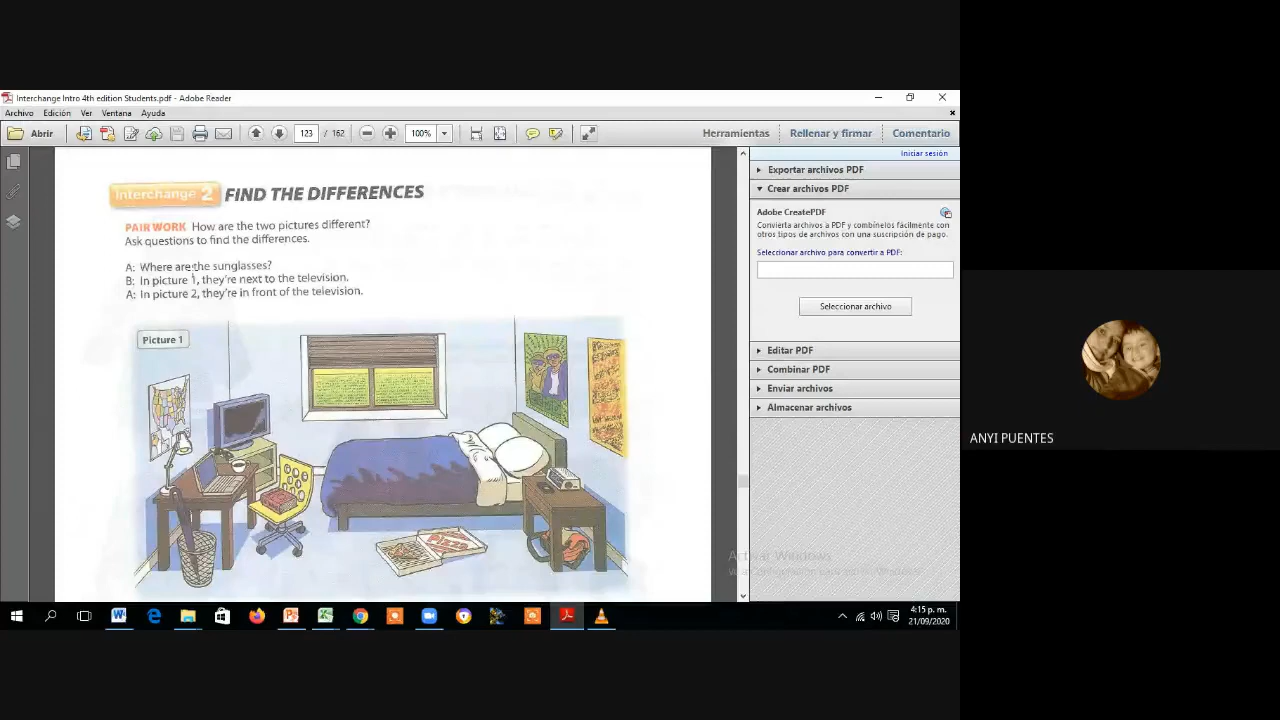 Interchange Intro 4th edition Students.pdf - Adobe Reader
Archivo Edición Ver Ventana Ayuda
Abrir 123 / 162 100% Herramientas Rellenar y firmar Comentario
Iniciar sesión
Exportar archivos PDF
Crear archivos PDF
Adobe CreatePDF
Convierta archivos a PDF y combínelos fácilmente con
otros tipos de archivos con una suscripción de pago.
Seleccionar archivo para convertir a PDF:
Seleccionar archivo
Editar PDF
Combinar PDF
Enviar archivos
Almacenar archivos
Interchange 2 FIND THE DIFFERENCES
PAIR WORK How are the two pictures different?
Ask questions to find the differences.
A: Where are the sunglasses?
B: In picture 1, they're next to the television.
A: In picture 2, they're in front of the television.
Picture 1
Pizza
Activar Windows
4:15 p. m.
21/09/2020
ANYI PUENTES